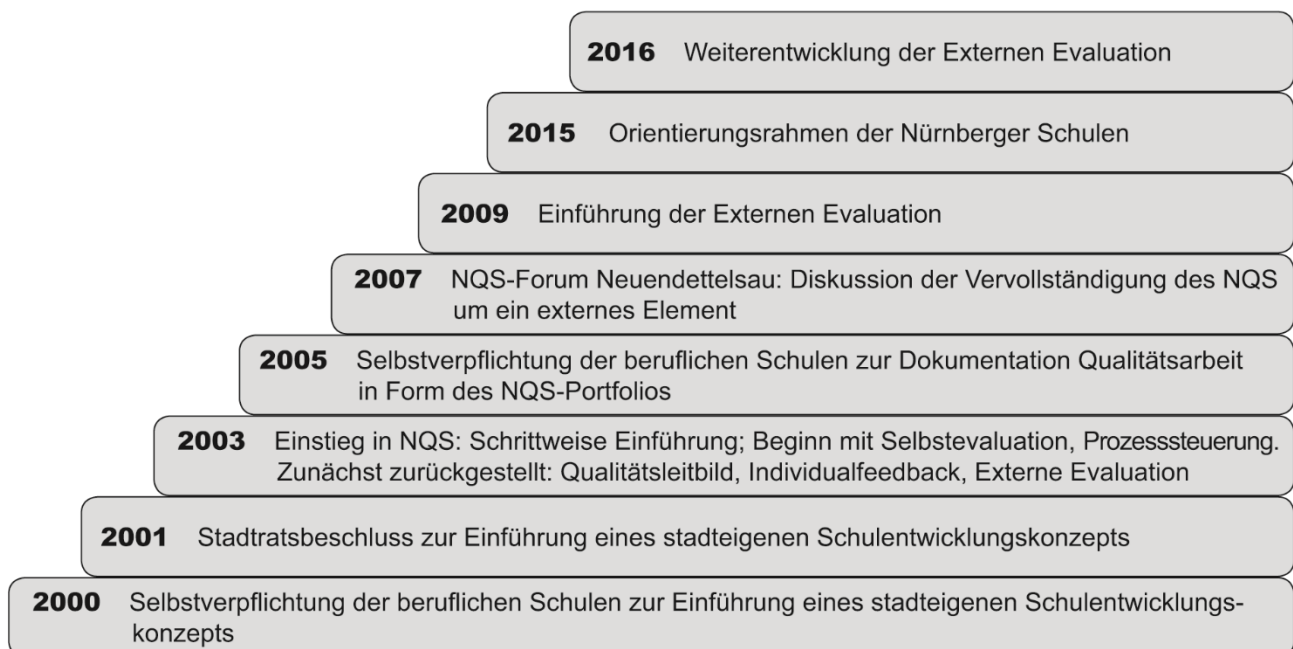 2016 Weiterentwicklung der Externen Evaluation
2015 Orientierungsrahmen der Nürnberger Schulen
2009 Einführung der Externen Evaluation
2007 NQS-Forum Neuendettelsau: Diskussion der Vervollständigung des NQS
um ein externes Element
2005 Selbstverpflichtung der beruflichen Schulen zur Dokumentation Qualitätsarbeit
in Form des NQS-Portfolios
2003 Einstieg in NQS: Schrittweise Einführung; Beginn mit Selbstevaluation, Prozesssteuerung.
Zunächst zurückgestellt: Qualitätsleitbild, Individualfeedback, Externe Evaluation
2001 Stadtratsbeschluss zur Einführung eines stadteigenen Schulentwicklungskonzepts
2000 Selbstverpflichtung der beruflichen Schulen zur Einführung eines stadteigenen Schulentwicklungs-
konzepts